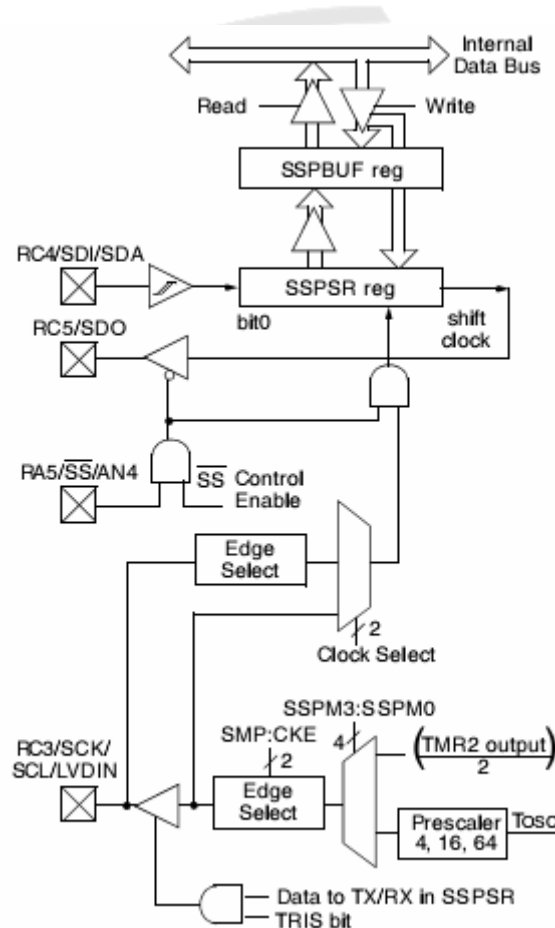 Internal
Data Bus
Read
Write
SSPBUF reg
RC4/SDI/SDA
SSPSR reg
bit0
shift
clock
RC5/SDO
RA5/SS/AN4
SS Control
Enable
Edge
Select
2
Clock Select
SSPM3:SSPM0
RC3/SCK/
SCL/LVDIN
SMP:CKE
4
(TMR2 output)
2
2
Edge
Select
Prescaler
4, 16, 64
Tosc
Data to TX/RX in SSPSR
TRIS bit